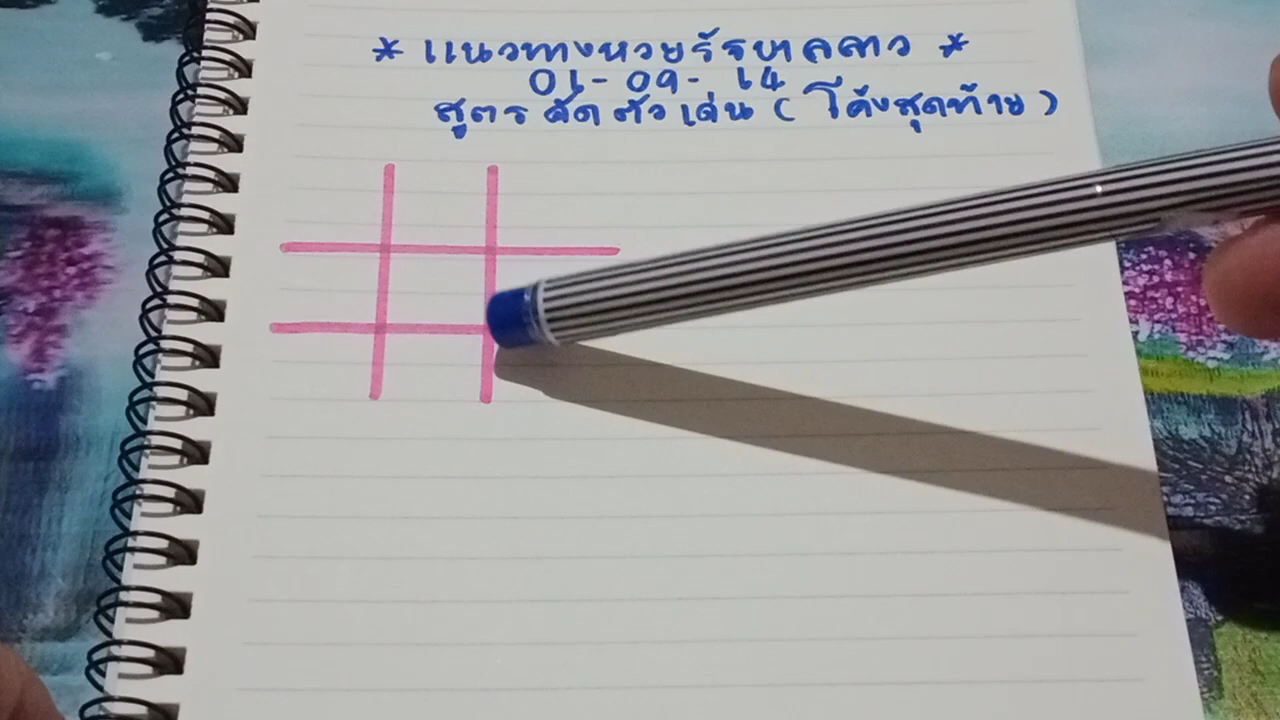 * แนวทางหวยรัฐบาลลาว *
01-09-64
สูตรคัดตัวเด่น (โค้งสุดท้าย)